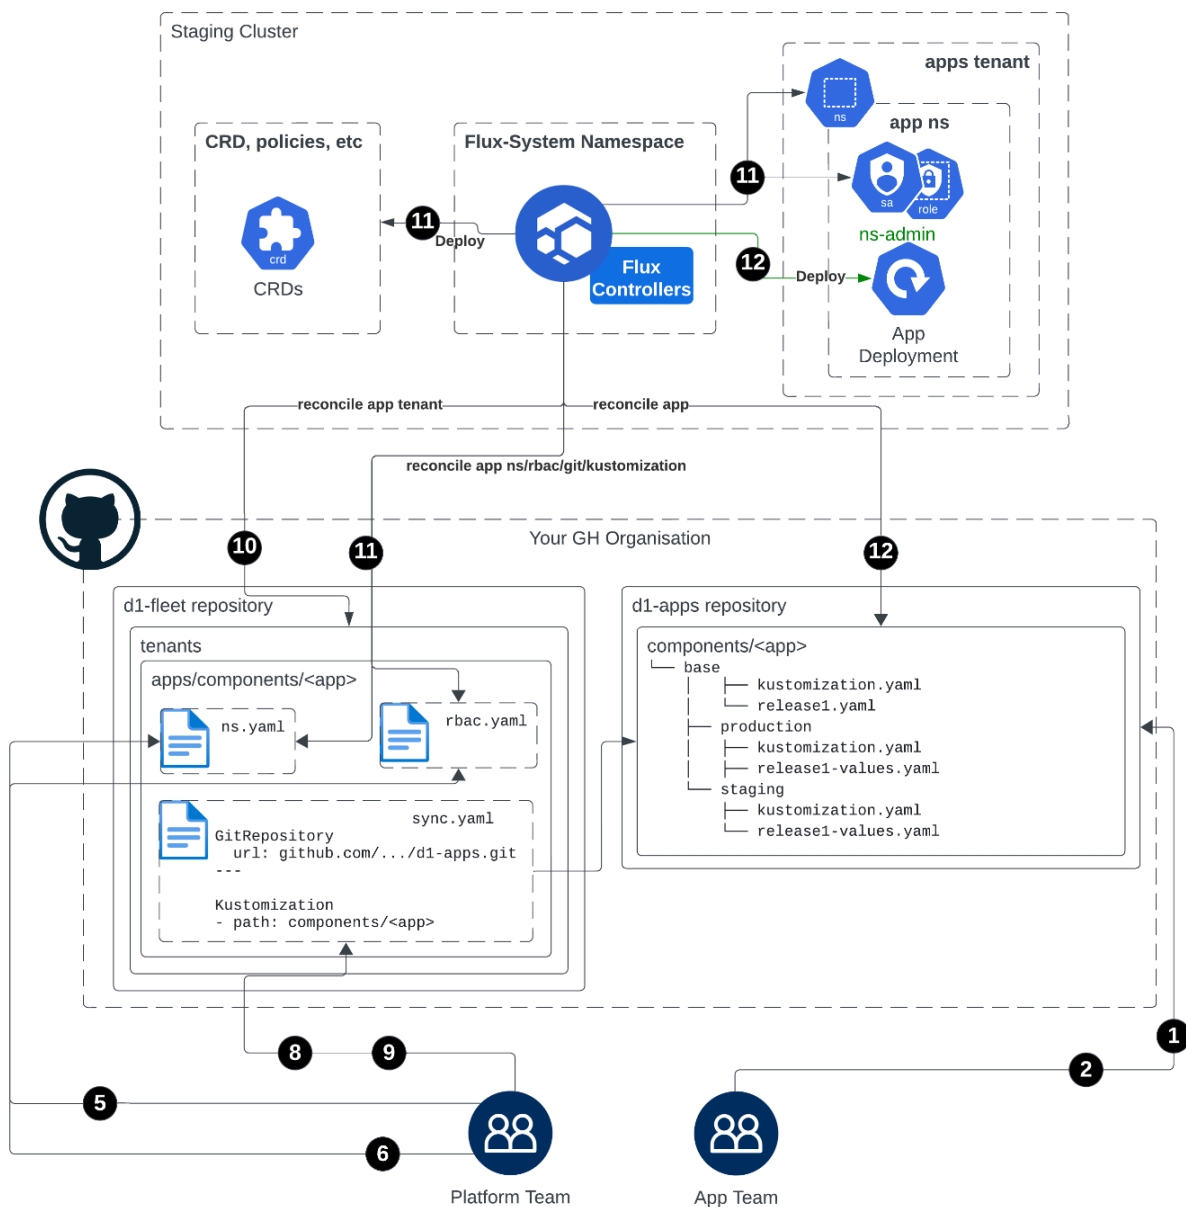 Staging Cluster
apps tenant
ns
app ns
CRD, policies, etc
Flux-System Namespace
11
sa
role
ns-admin
11
Deploy
12
crd
CRDs
Flux
Controllers
Deploy
App
Deployment
reconcile app tenant
reconcile app
reconcile app ns/rbac/git/kustomization
Your GH Organisation
10
11
12
d1-fleet repository
tenants
apps/components/<app>
ns.yaml
rbac.yaml
sync.yaml
GitRepository
url: github.com/.../d1-apps.git
---
Kustomization
- path: components/<app>
d1-apps repository
components/<app>
└── base
│ ├── kustomization.yaml
│ └── release1.yaml
├── production
│ ├── kustomization.yaml
│ ├── release1-values.yaml
└── staging
├── kustomization.yaml
└── release1-values.yaml
1
8
9
2
5
6
Platform Team
App Team